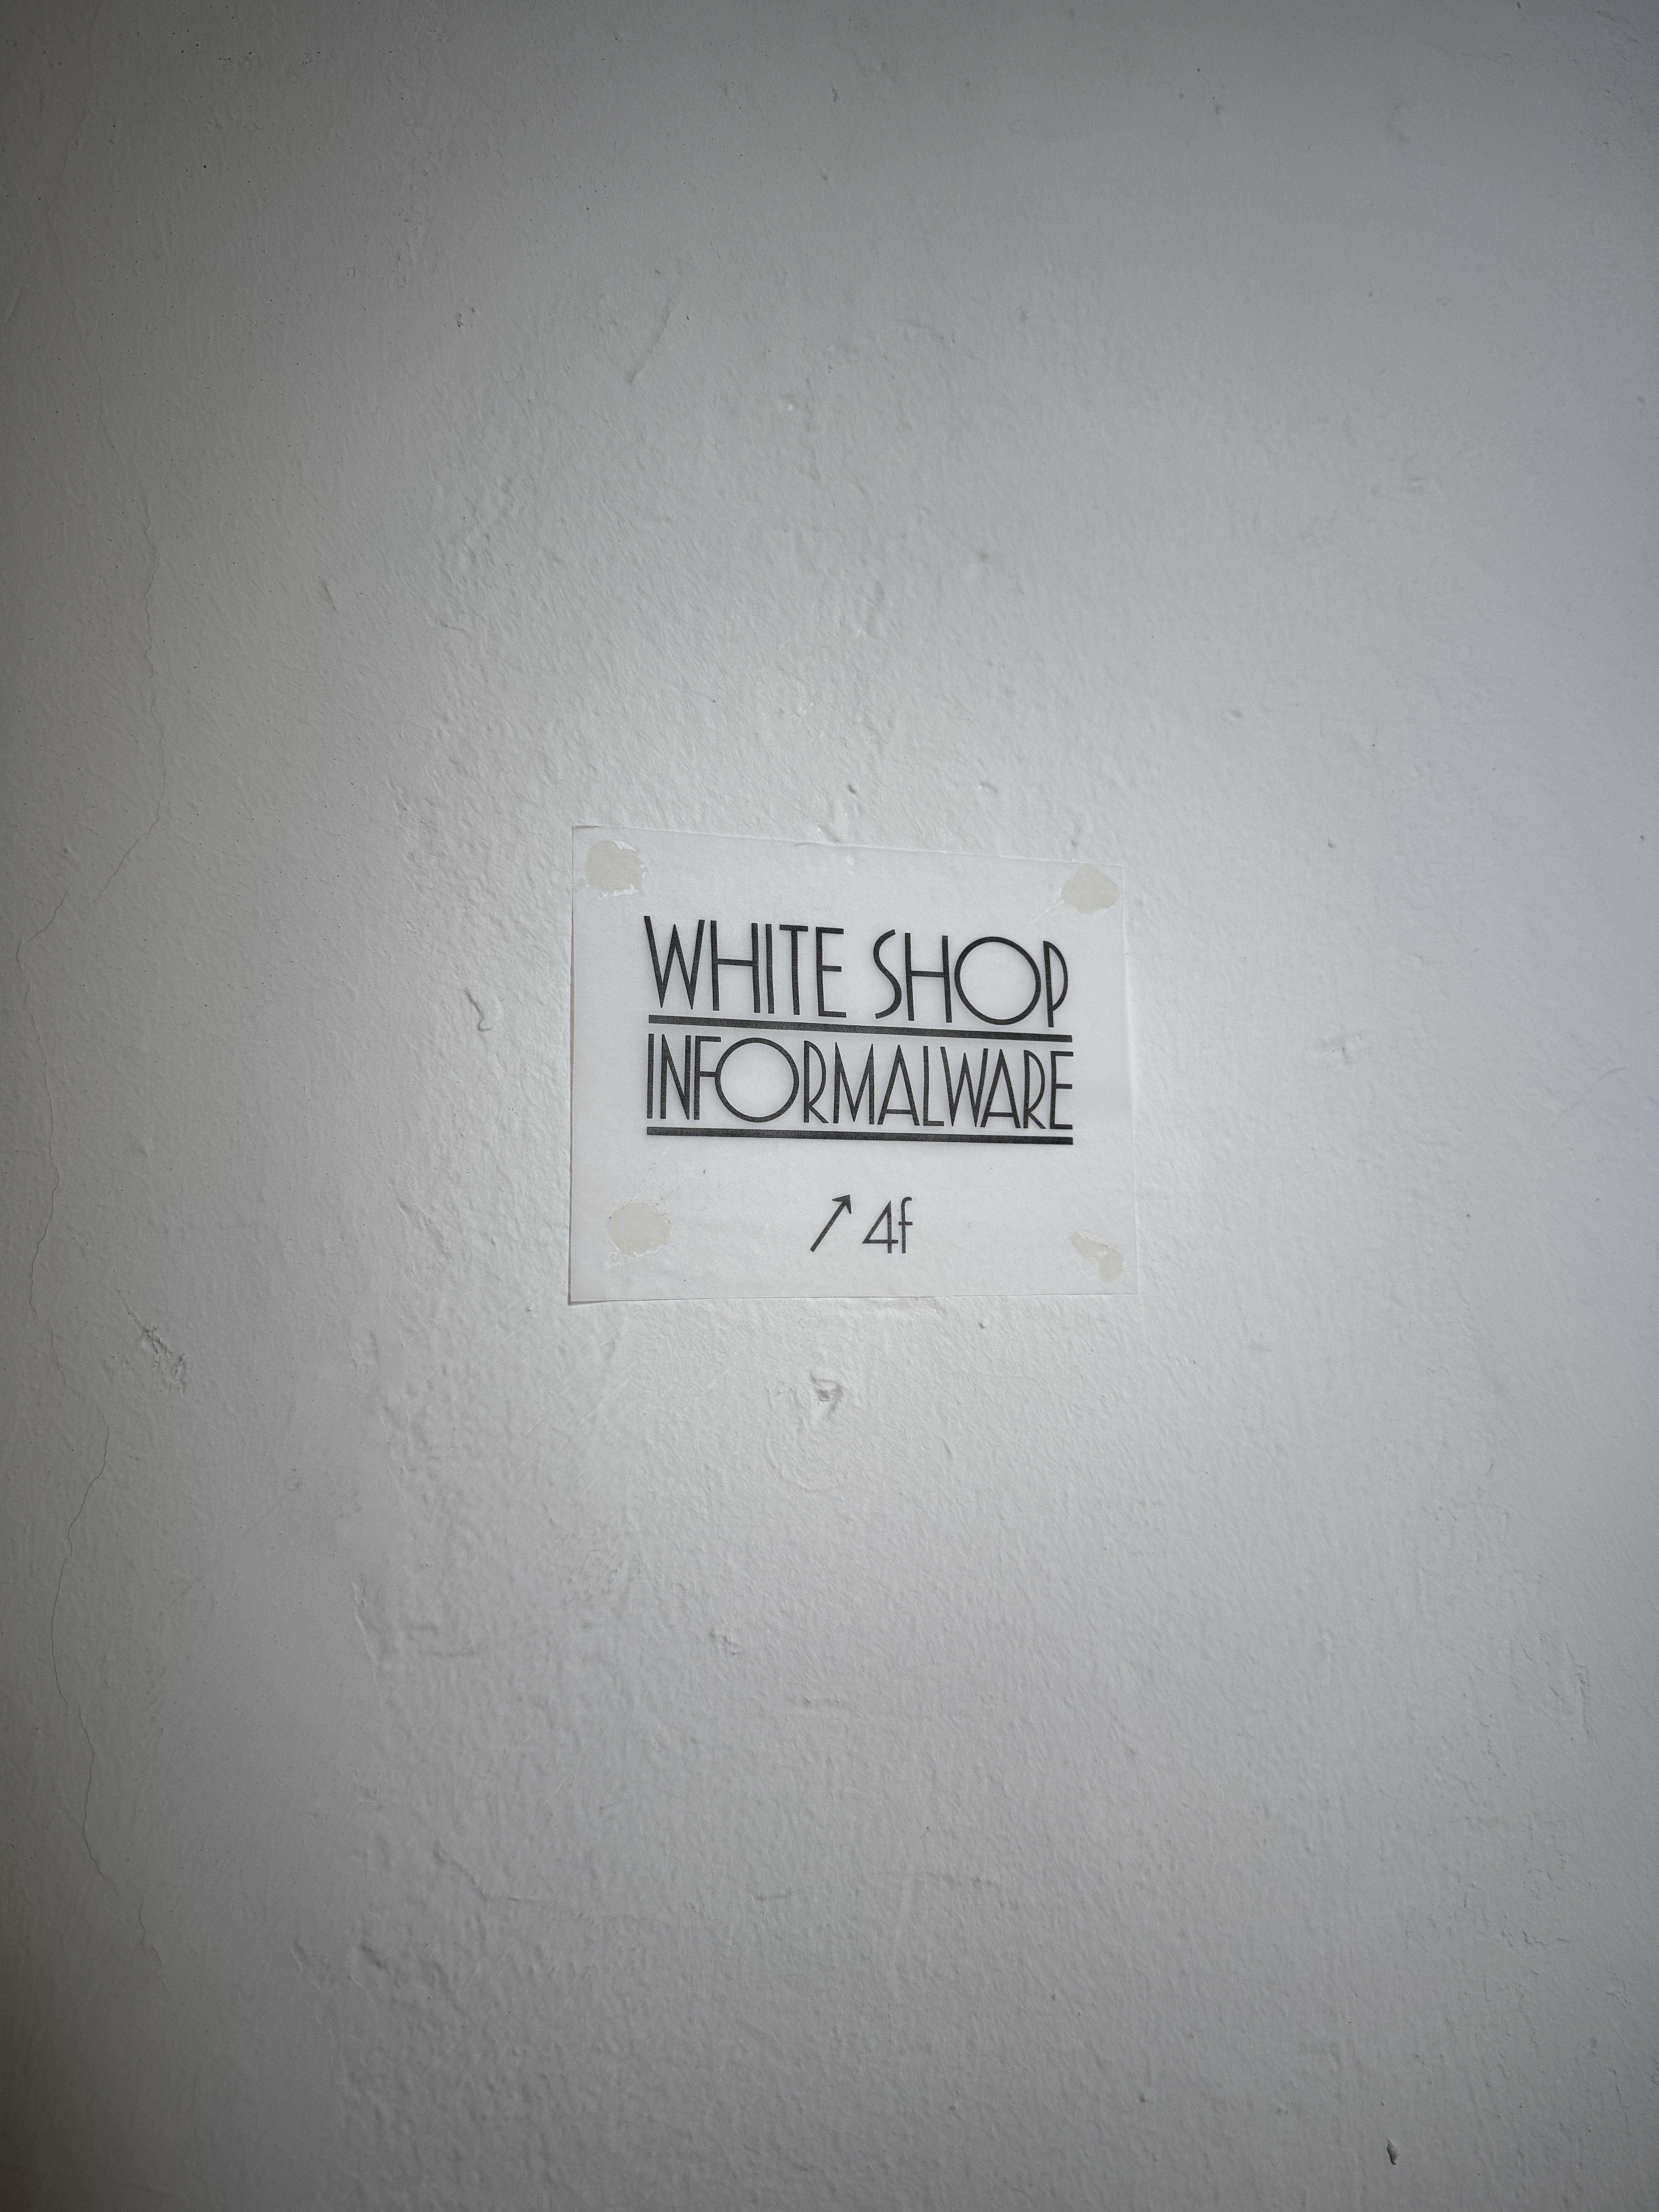 WHITE SHOP
INFORMALWARE
↗ 4f